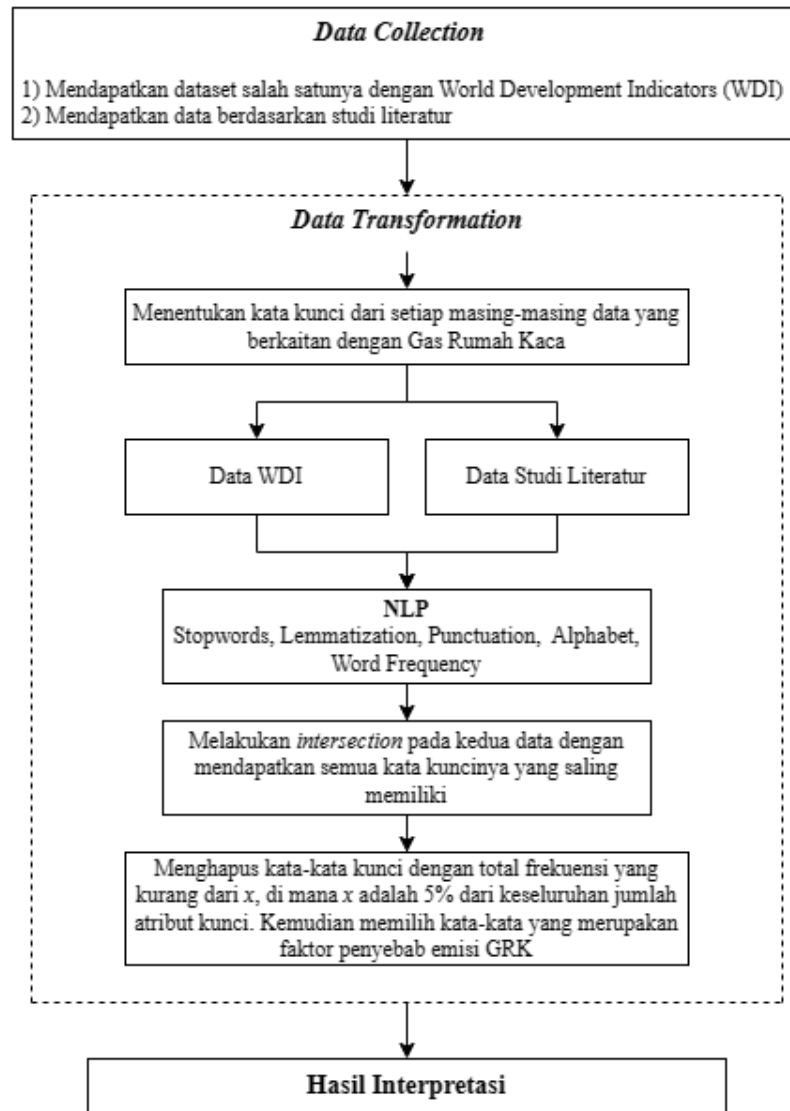 Data Collection
1) Mendapatkan dataset salah satunya dengan World Development Indicators (WDI)
2) Mendapatkan data berdasarkan studi literatur
Data Transformation
Menentukan kata kunci dari setiap masing-masing data yang
berkaitan dengan Gas Rumah Kaca
Data WDI
Data Studi Literatur
NLP
Stopwords, Lemmatization, Punctuation, Alphabet,
Word Frequency
Melakukan intersection pada kedua data dengan
mendapatkan semua kata kuncinya yang saling
memiliki
Menghapus kata-kata kunci dengan total frekuensi yang
kurang dari x, di mana x adalah 5% dari keseluruhan jumlah
atribut kunci. Kemudian memilih kata-kata yang merupakan
faktor penyebab emisi GRK
Hasil Interpretasi